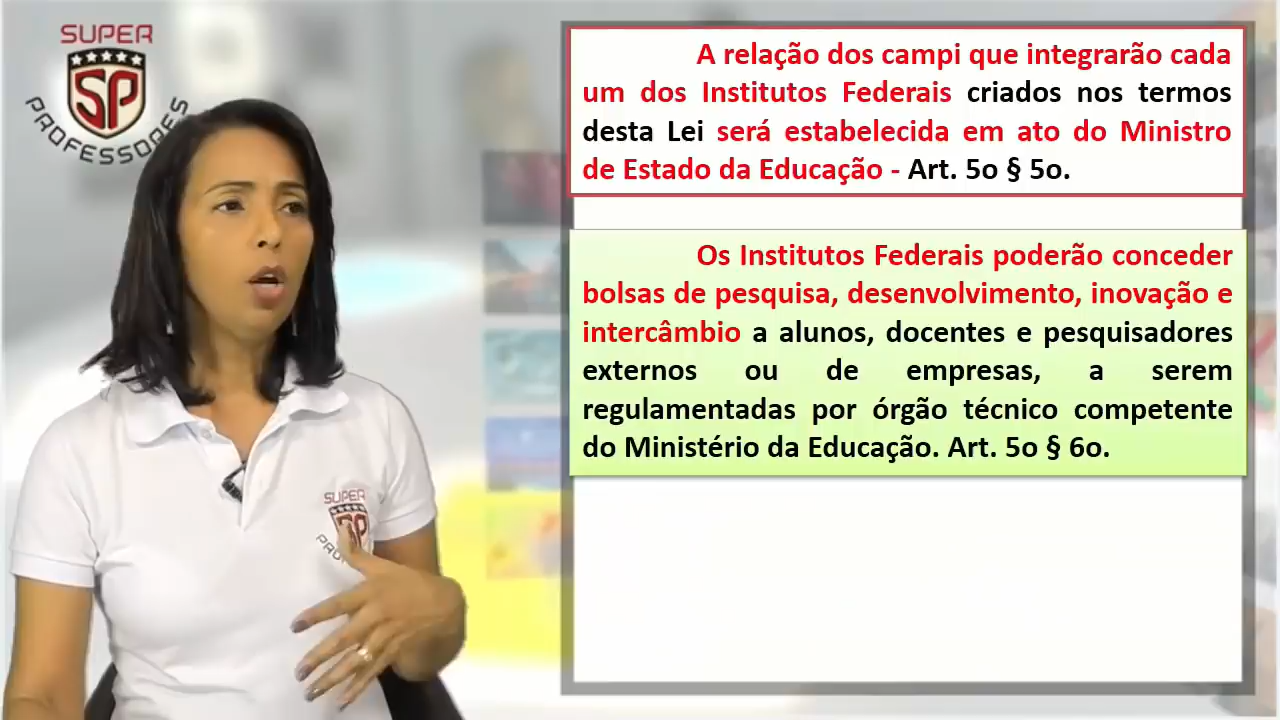 SUPER
SP
PROFESSORES
A relação dos campi que integrarão cada
um dos Institutos Federais criados nos termos
desta Lei será estabelecida em ato do Ministro
de Estado da Educação - Art. 5o § 5o.
Os Institutos Federais poderão conceder
bolsas de pesquisa, desenvolvimento, inovação e
intercâmbio a alunos, docentes e pesquisadores
externos ou de empresas, a serem
regulamentadas por órgão técnico competente
do Ministério da Educação. Art. 5o § 6o.
SUPER
SP